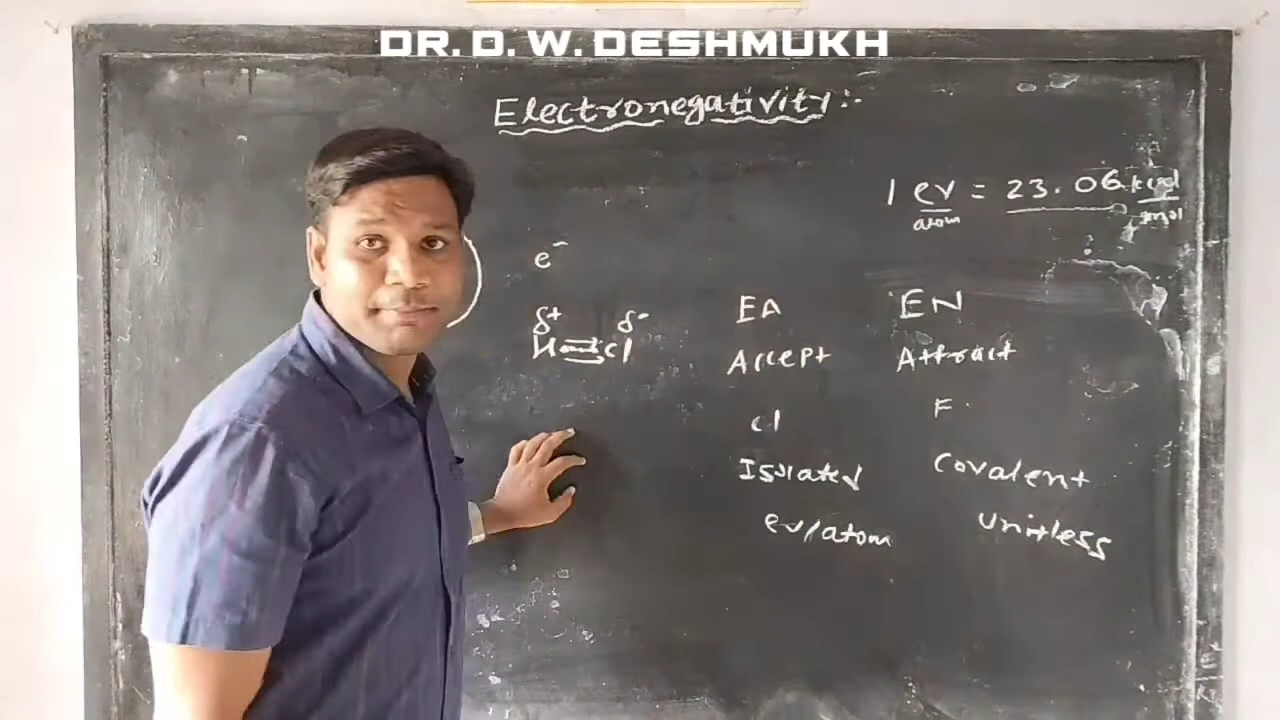 DR. D. W. DESHMUKH
Electronegativity:-
1 ev/atom = 23.06 kcal/mol
e⁻
δ+ δ-
H Cl
EA EN
Accept Attract
Cl F
Isolated Covalent
ev/atom Unitless